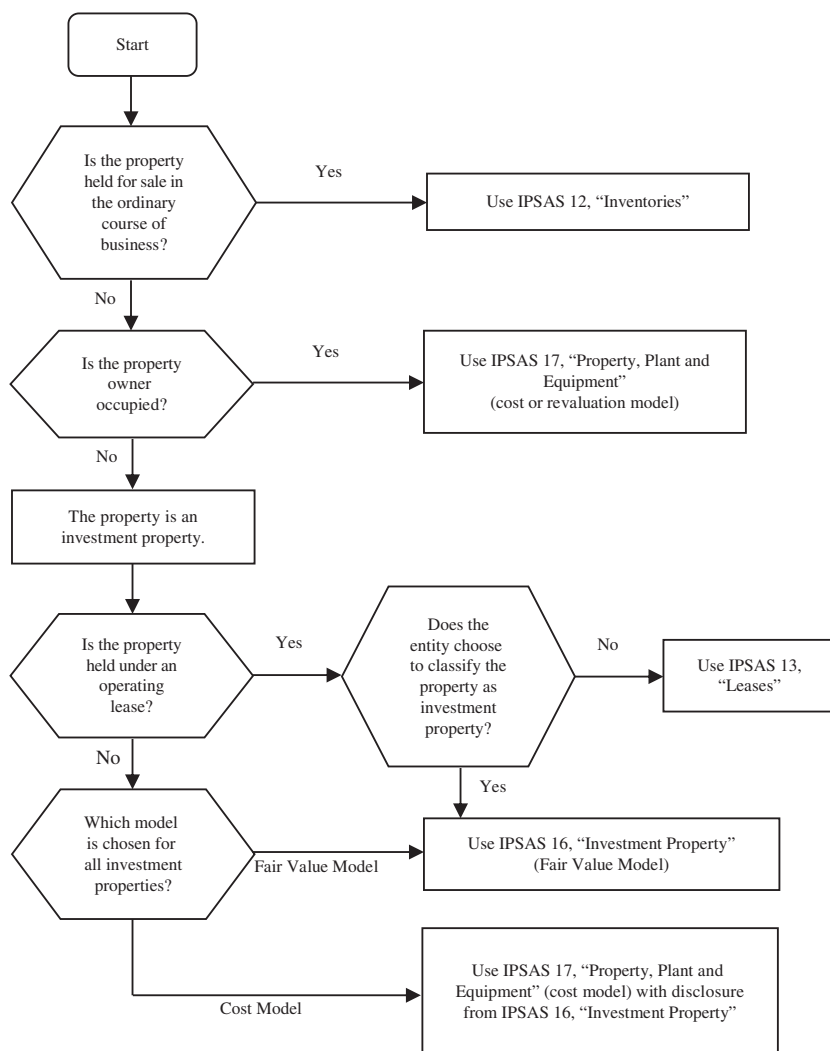 Start
Is the property
held for sale in
the ordinary
course of
business?
Yes
Use IPSAS 12, “Inventories”
No
Is the property
owner
occupied?
Yes
Use IPSAS 17, “Property, Plant and
Equipment”
(cost or revaluation model)
No
The property is an
investment property.
Is the property
held under an
operating
lease?
Yes
Does the
entity choose
to classify the
property as
investment
property?
No
Use IPSAS 13,
“Leases”
No
Yes
Which model
is chosen for
all investment
properties?
Fair Value Model
Use IPSAS 16, “Investment Property”
(Fair Value Model)
Cost Model
Use IPSAS 17, “Property, Plant and
Equipment” (cost model) with disclosure
from IPSAS 16, “Investment Property”